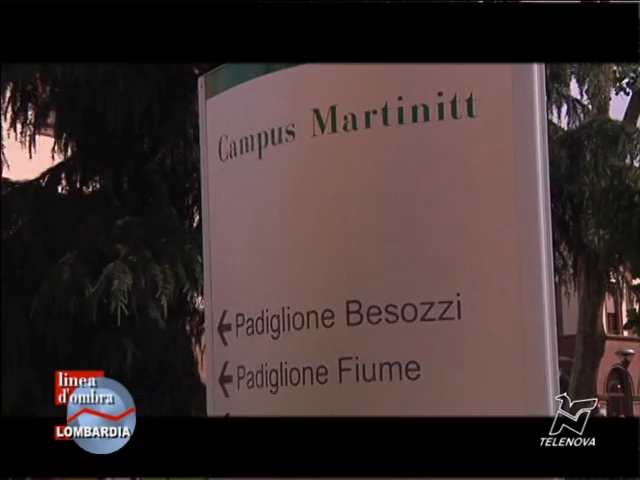 Campus Martinitt
←Padiglione Besozzi
←Padiglione Fiume
linea
d'ombra
LOMBARDIA
TELENOVA